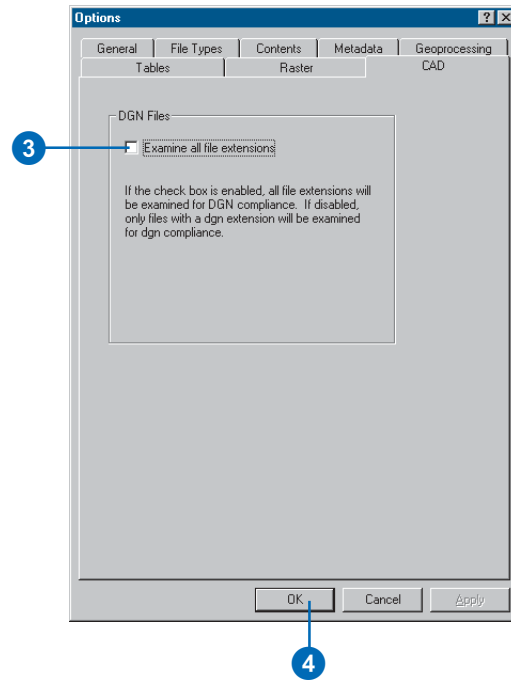 Options
General File Types Contents Metadata Geoprocessing
Tables Raster CAD
DGN Files
3
Examine all file extensions
If the check box is enabled, all file extensions will
be examined for DGN compliance. If disabled,
only files with a dgn extension will be examined
for dgn compliance.
OK Cancel Apply
4